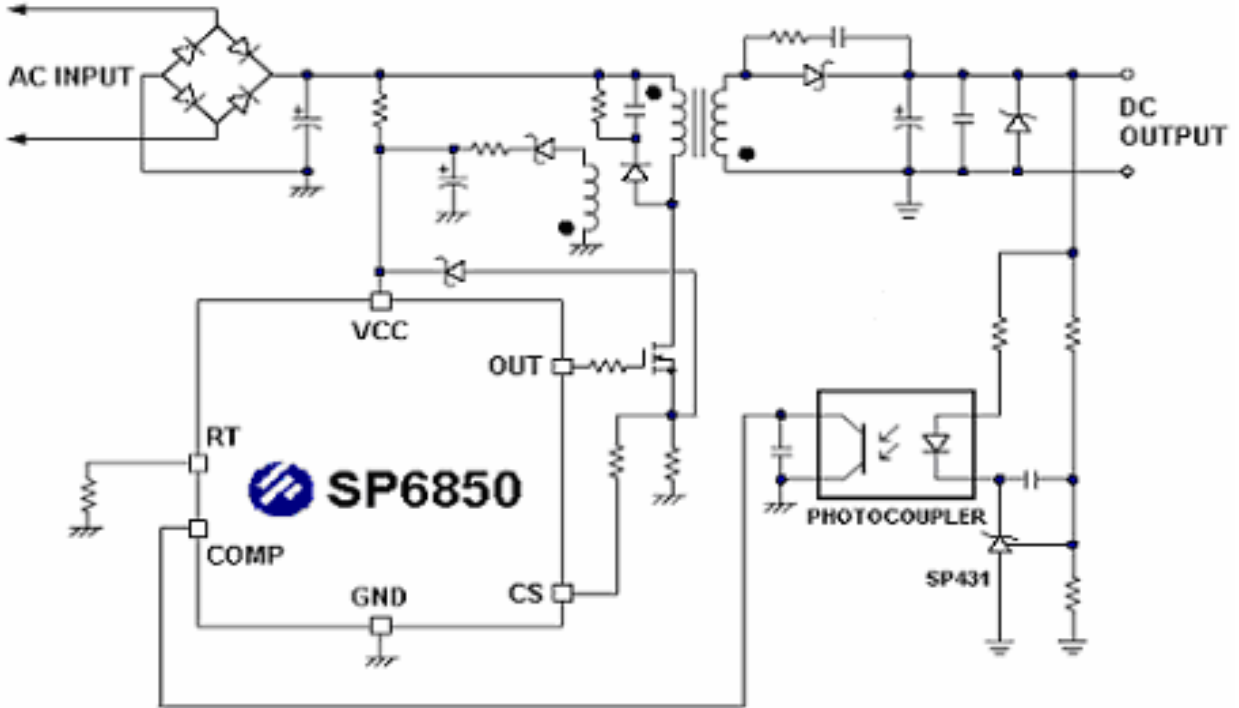 AC INPUT
DC
OUTPUT
VCC
OUT
RT
SP6850
COMP
PHOTOCOUPLER
CS
GND
SP431
+
+
+